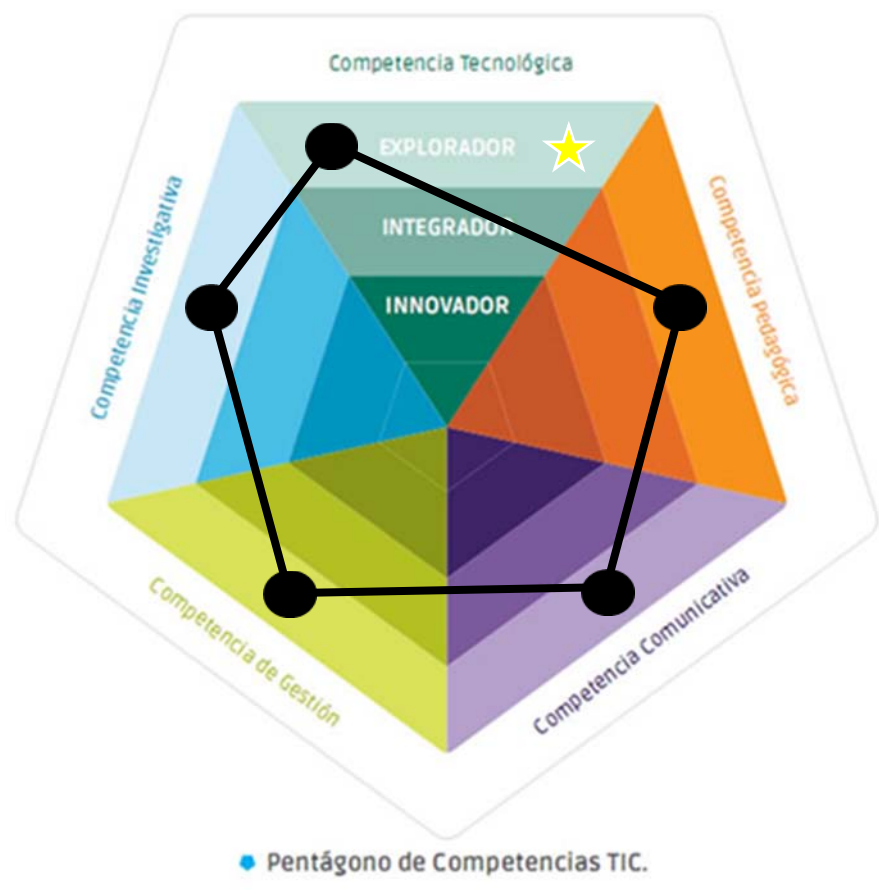 Competencia Tecnológica
EXPLORADOR
INTEGRADOR
INNOVADOR
Competencia Investigativa
Competencia Pedagógica
Competencia de Gestión
Competencia Comunicativa
Pentágono de Competencias TIC.